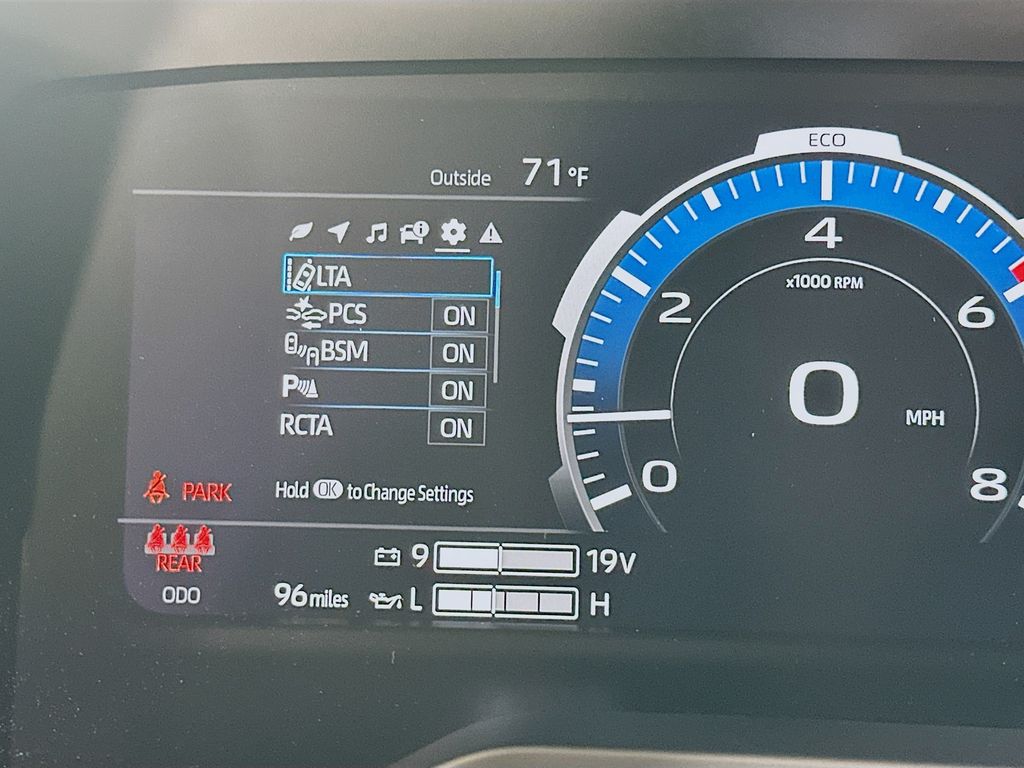 ECO
Outside 71°F
LTA
PCS ON
BSM ON
P ON
RCTA ON
Hold OK to Change Settings
PARK
REAR
ODO 96 miles
9 19V
L H
0 2 4 6 8
x1000 RPM
0 MPH